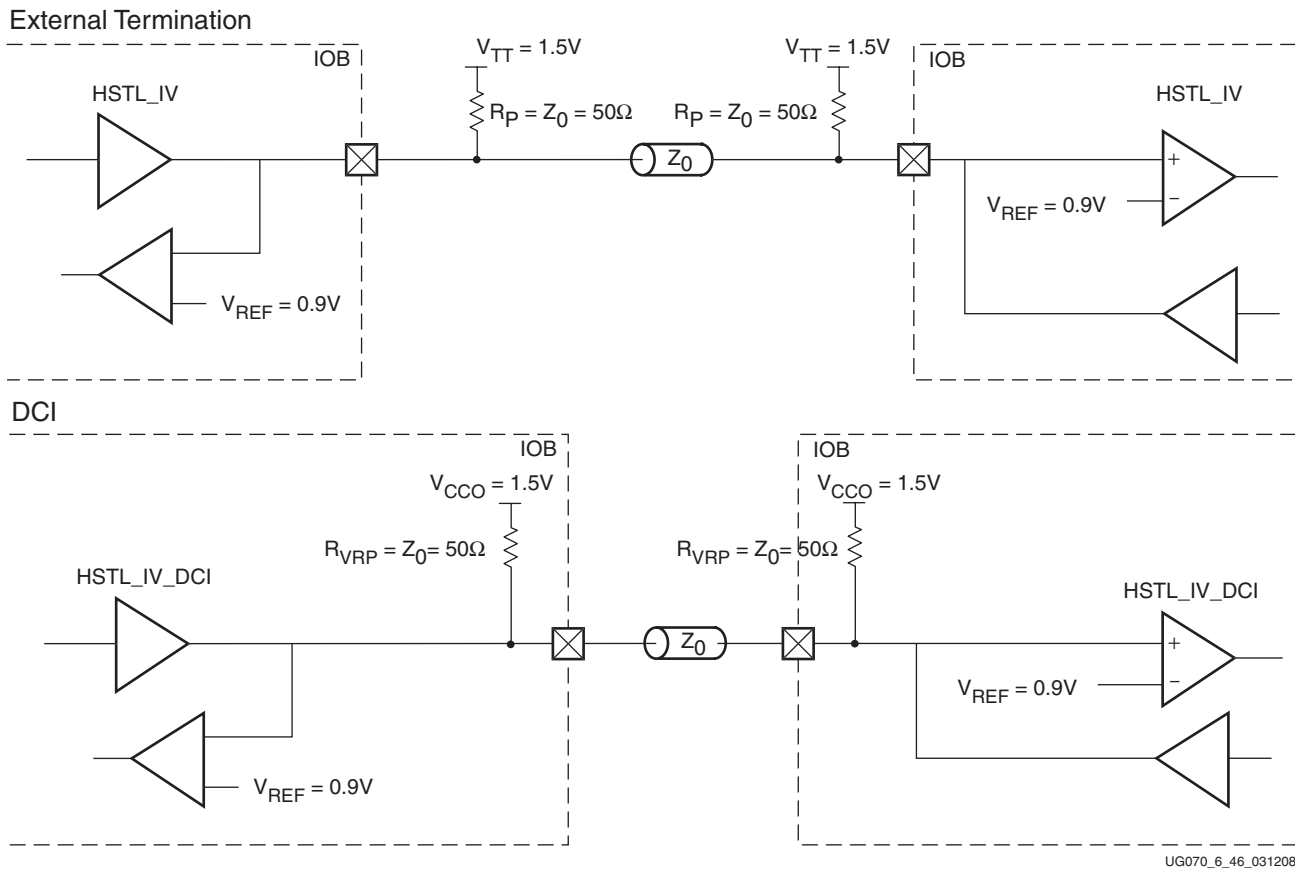 External Termination
IOB
V_TT = 1.5V
V_TT = 1.5V
IOB
HSTL_IV
R_P = Z_0 = 50Ω
R_P = Z_0 = 50Ω
HSTL_IV
Z_0
+
−
V_REF = 0.9V
V_REF = 0.9V
DCI
IOB
IOB
V_CCO = 1.5V
V_CCO = 1.5V
R_VRP = Z_0= 50Ω
R_VRP = Z_0 = 50Ω
HSTL_IV_DCI
HSTL_IV_DCI
Z_0
+
−
V_REF = 0.9V
V_REF = 0.9V
UG070_6_46_031208